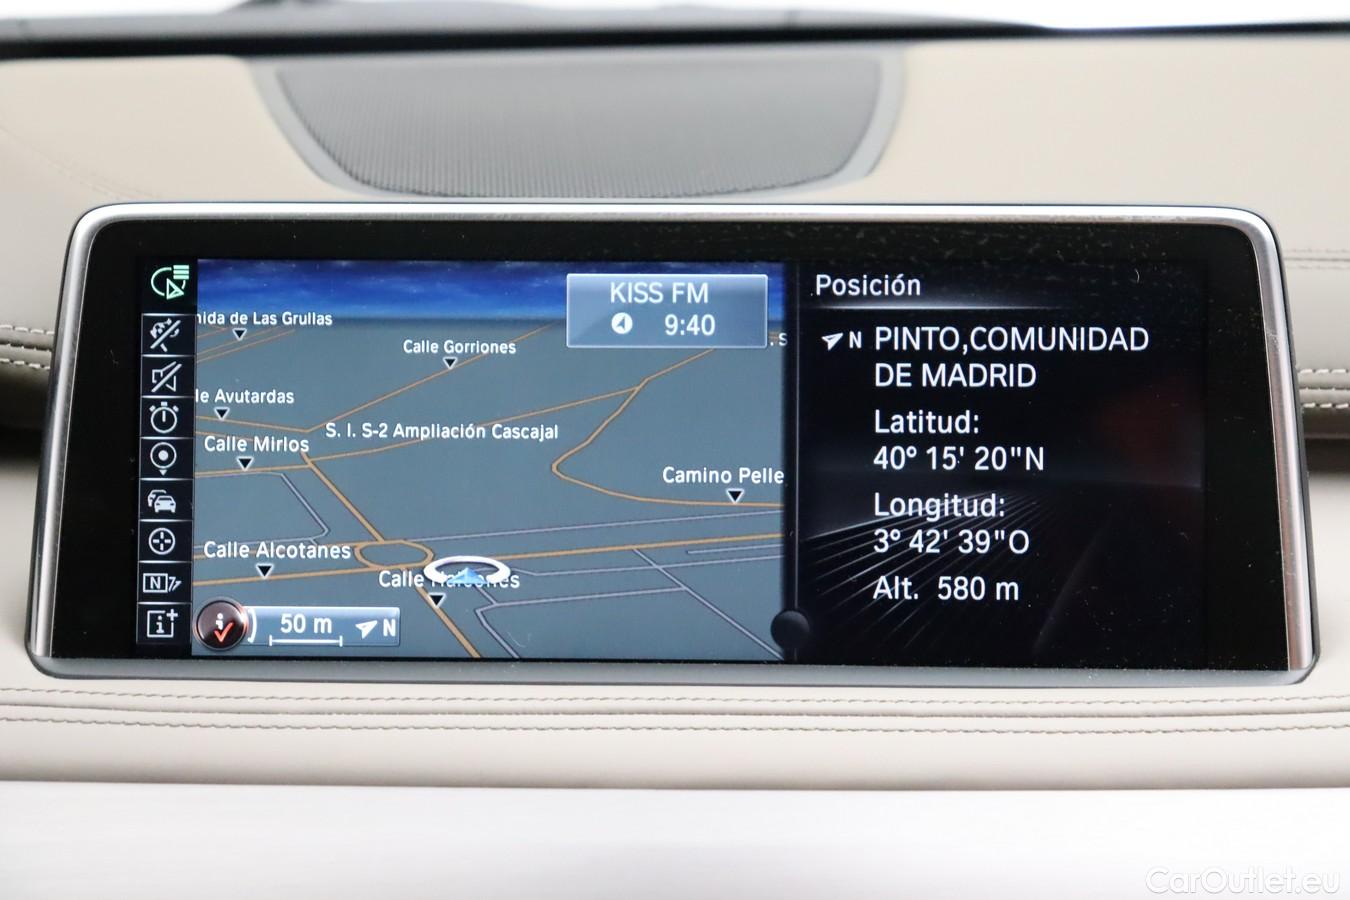 KISS FM
9:40
nida de Las Grullas
Calle Gorriones
le Avutardas
S. I. S-2 Ampliación Cascajal
Calle Mirlos
Camino Pelle
Calle Alcotanes
Calle
50 m
N
Posición
N PINTO,COMUNIDAD
DE MADRID
Latitud:
40° 15' 20"N
Longitud:
3° 42' 39"O
Alt. 580 m
CarOutlet.eu